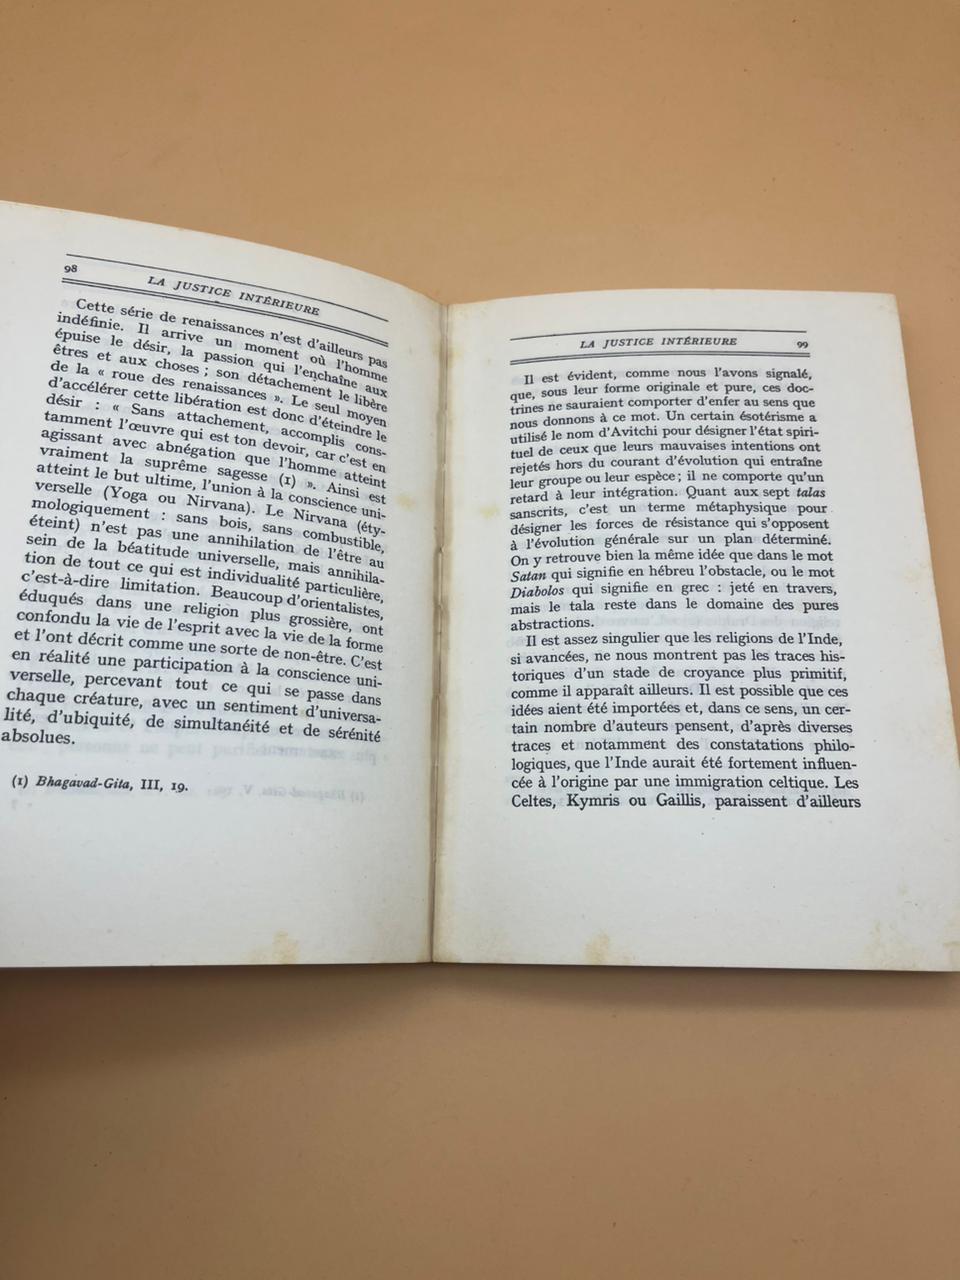 98
LA JUSTICE INTÉRIEURE
Cette série de renaissances n'est d'ailleurs pas
indéfinie. Il arrive un moment où l'homme
épuise le désir, la passion qui l'enchaîne aux
êtres et aux choses ; son détachement le libère
de la « roue des renaissances ». Le seul moyen
d'accélérer cette libération est donc d'éteindre le
désir : « Sans attachement, accomplis cons-
tamment l'œuvre qui est ton devoir, car c'est en
agissant avec abnégation que l'homme atteint
vraiment la suprême sagesse (1) ». Ainsi est
atteint le but ultime, l'union à la conscience uni-
verselle (Yoga ou Nirvana). Le Nirvana (éty-
mologiquement : sans bois, sans combustible,
éteint) n'est pas une annihilation de l'être au
sein de la béatitude universelle, mais annihila-
tion de tout ce qui est individualité particulière,
c'est-à-dire limitation. Beaucoup d'orientalistes,
éduqués dans une religion plus grossière, ont
confondu la vie de l'esprit avec la vie de la forme
et l'ont décrit comme une sorte de non-être. C'est
en réalité une participation à la conscience uni-
verselle, percevant tout ce qui se passe dans
chaque créature, avec un sentiment d'universa-
lité, d'ubiquité, de simultanéité et de sérénité
absolues.
(1) Bhagavad-Gita, III, 19.
LA JUSTICE INTÉRIEURE
99
Il est évident, comme nous l'avons signalé,
que, sous leur forme originale et pure, ces doc-
trines ne sauraient comporter d'enfer au sens que
nous donnons à ce mot. Un certain ésotérisme a
utilisé le nom d'Avitchi pour désigner l'état spiri-
tuel de ceux que leurs mauvaises intentions ont
rejetés hors du courant d'évolution qui entraîne
leur groupe ou leur espèce ; il ne comporte qu'un
retard à leur intégration. Quant aux sept talas
sanscrits, c'est un terme métaphysique pour
désigner les forces de résistance qui s'opposent
à l'évolution générale sur un plan déterminé.
On y retrouve bien la même idée que dans le mot
Satan qui signifie en hébreu l'obstacle, ou le mot
Diabolos qui signifie en grec : jeté en travers,
mais le tala reste dans le domaine des pures
abstractions.
Il est assez singulier que les religions de l'Inde,
si avancées, ne nous montrent pas les traces his-
toriques d'un stade de croyance plus primitif,
comme il apparaît ailleurs. Il est possible que ces
idées aient été importées et, dans ce sens, un cer-
tain nombre d'auteurs pensent, d'après diverses
traces et notamment des constatations philo-
logiques, que l'Inde aurait été fortement influen-
cée à l'origine par une immigration celtique. Les
Celtes, Kymris ou Gaillis, paraissent d'ailleurs